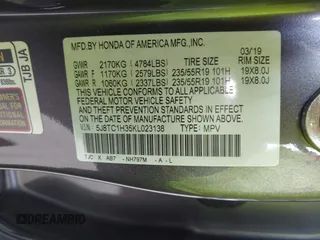 MFD.BY HONDA OF AMERICA MFG.,INC. 03/19
GVWR 2170KG (4784LBS) RIM SIZE
GAWR F 1170KG (2579LBS) 235/55R19 101H 19X8.0J
GAWR R 1060KG (2337LBS) 235/55R19 101H 19X8.0J
THIS VEHICLE CONFORMS TO ALL APPLICABLE
FEDERAL MOTOR VEHICLE SAFETY AND
THEFT PREVENTION STANDARDS IN EFFECT ON
THE DATE OF MANUFACTURE SHOWN ABOVE.
V.I.N.: 5J8TC1H35KL023138 TYPE: MPV
TJC K AB7 - NH797M - A - L
TJB JA
DREAMBID